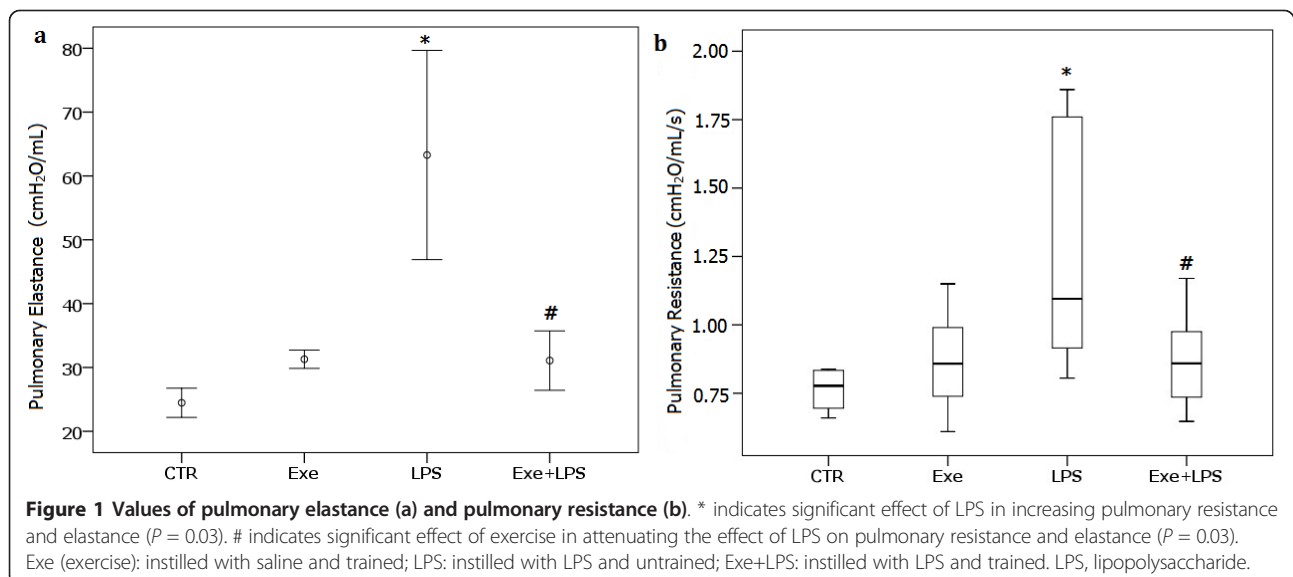 a
80
70
60
50
40
30
20
Pulmonary Elastance (cmH₂O/mL)
*
#
CTR Exe LPS Exe+LPS
b
2.00
1.75
1.50
1.25
1.00
0.75
Pulmonary Resistance (cmH₂O/mL/s)
*
#
CTR Exe LPS Exe+LPS
Figure 1 Values of pulmonary elastance (a) and pulmonary resistance (b). * indicates significant effect of LPS in increasing pulmonary resistance
and elastance (P = 0.03). # indicates significant effect of exercise in attenuating the effect of LPS on pulmonary resistance and elastance (P = 0.03).
Exe (exercise): instilled with saline and trained; LPS: instilled with LPS and untrained; Exe+LPS: instilled with LPS and trained. LPS, lipopolysaccharide.